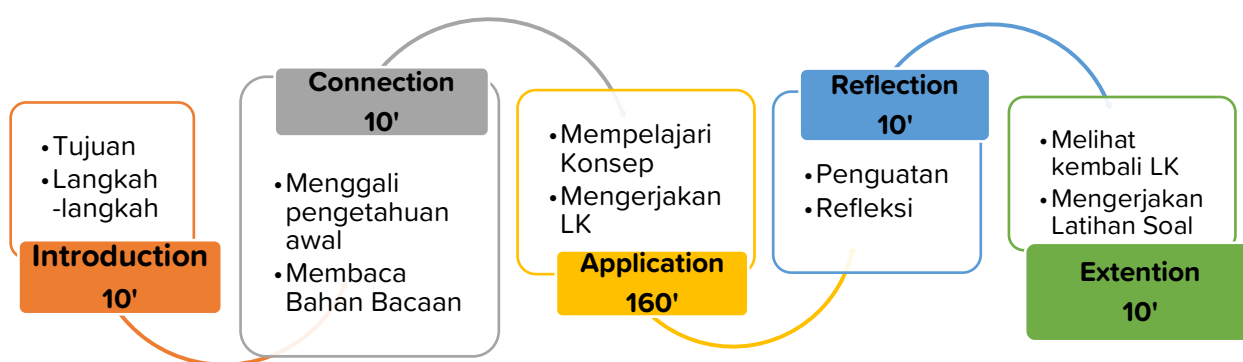 •Tujuan
•Langkah
-langkah
Introduction
10'
Connection
10'
•Menggali
pengetahuan
awal
•Membaca
Bahan Bacaan
•Mempelajari
Konsep
•Mengerjakan
LK
Application
160'
Reflection
10'
•Penguatan
•Refleksi
•Melihat
kembali LK
•Mengerjakan
Latihan Soal
Extention
10'